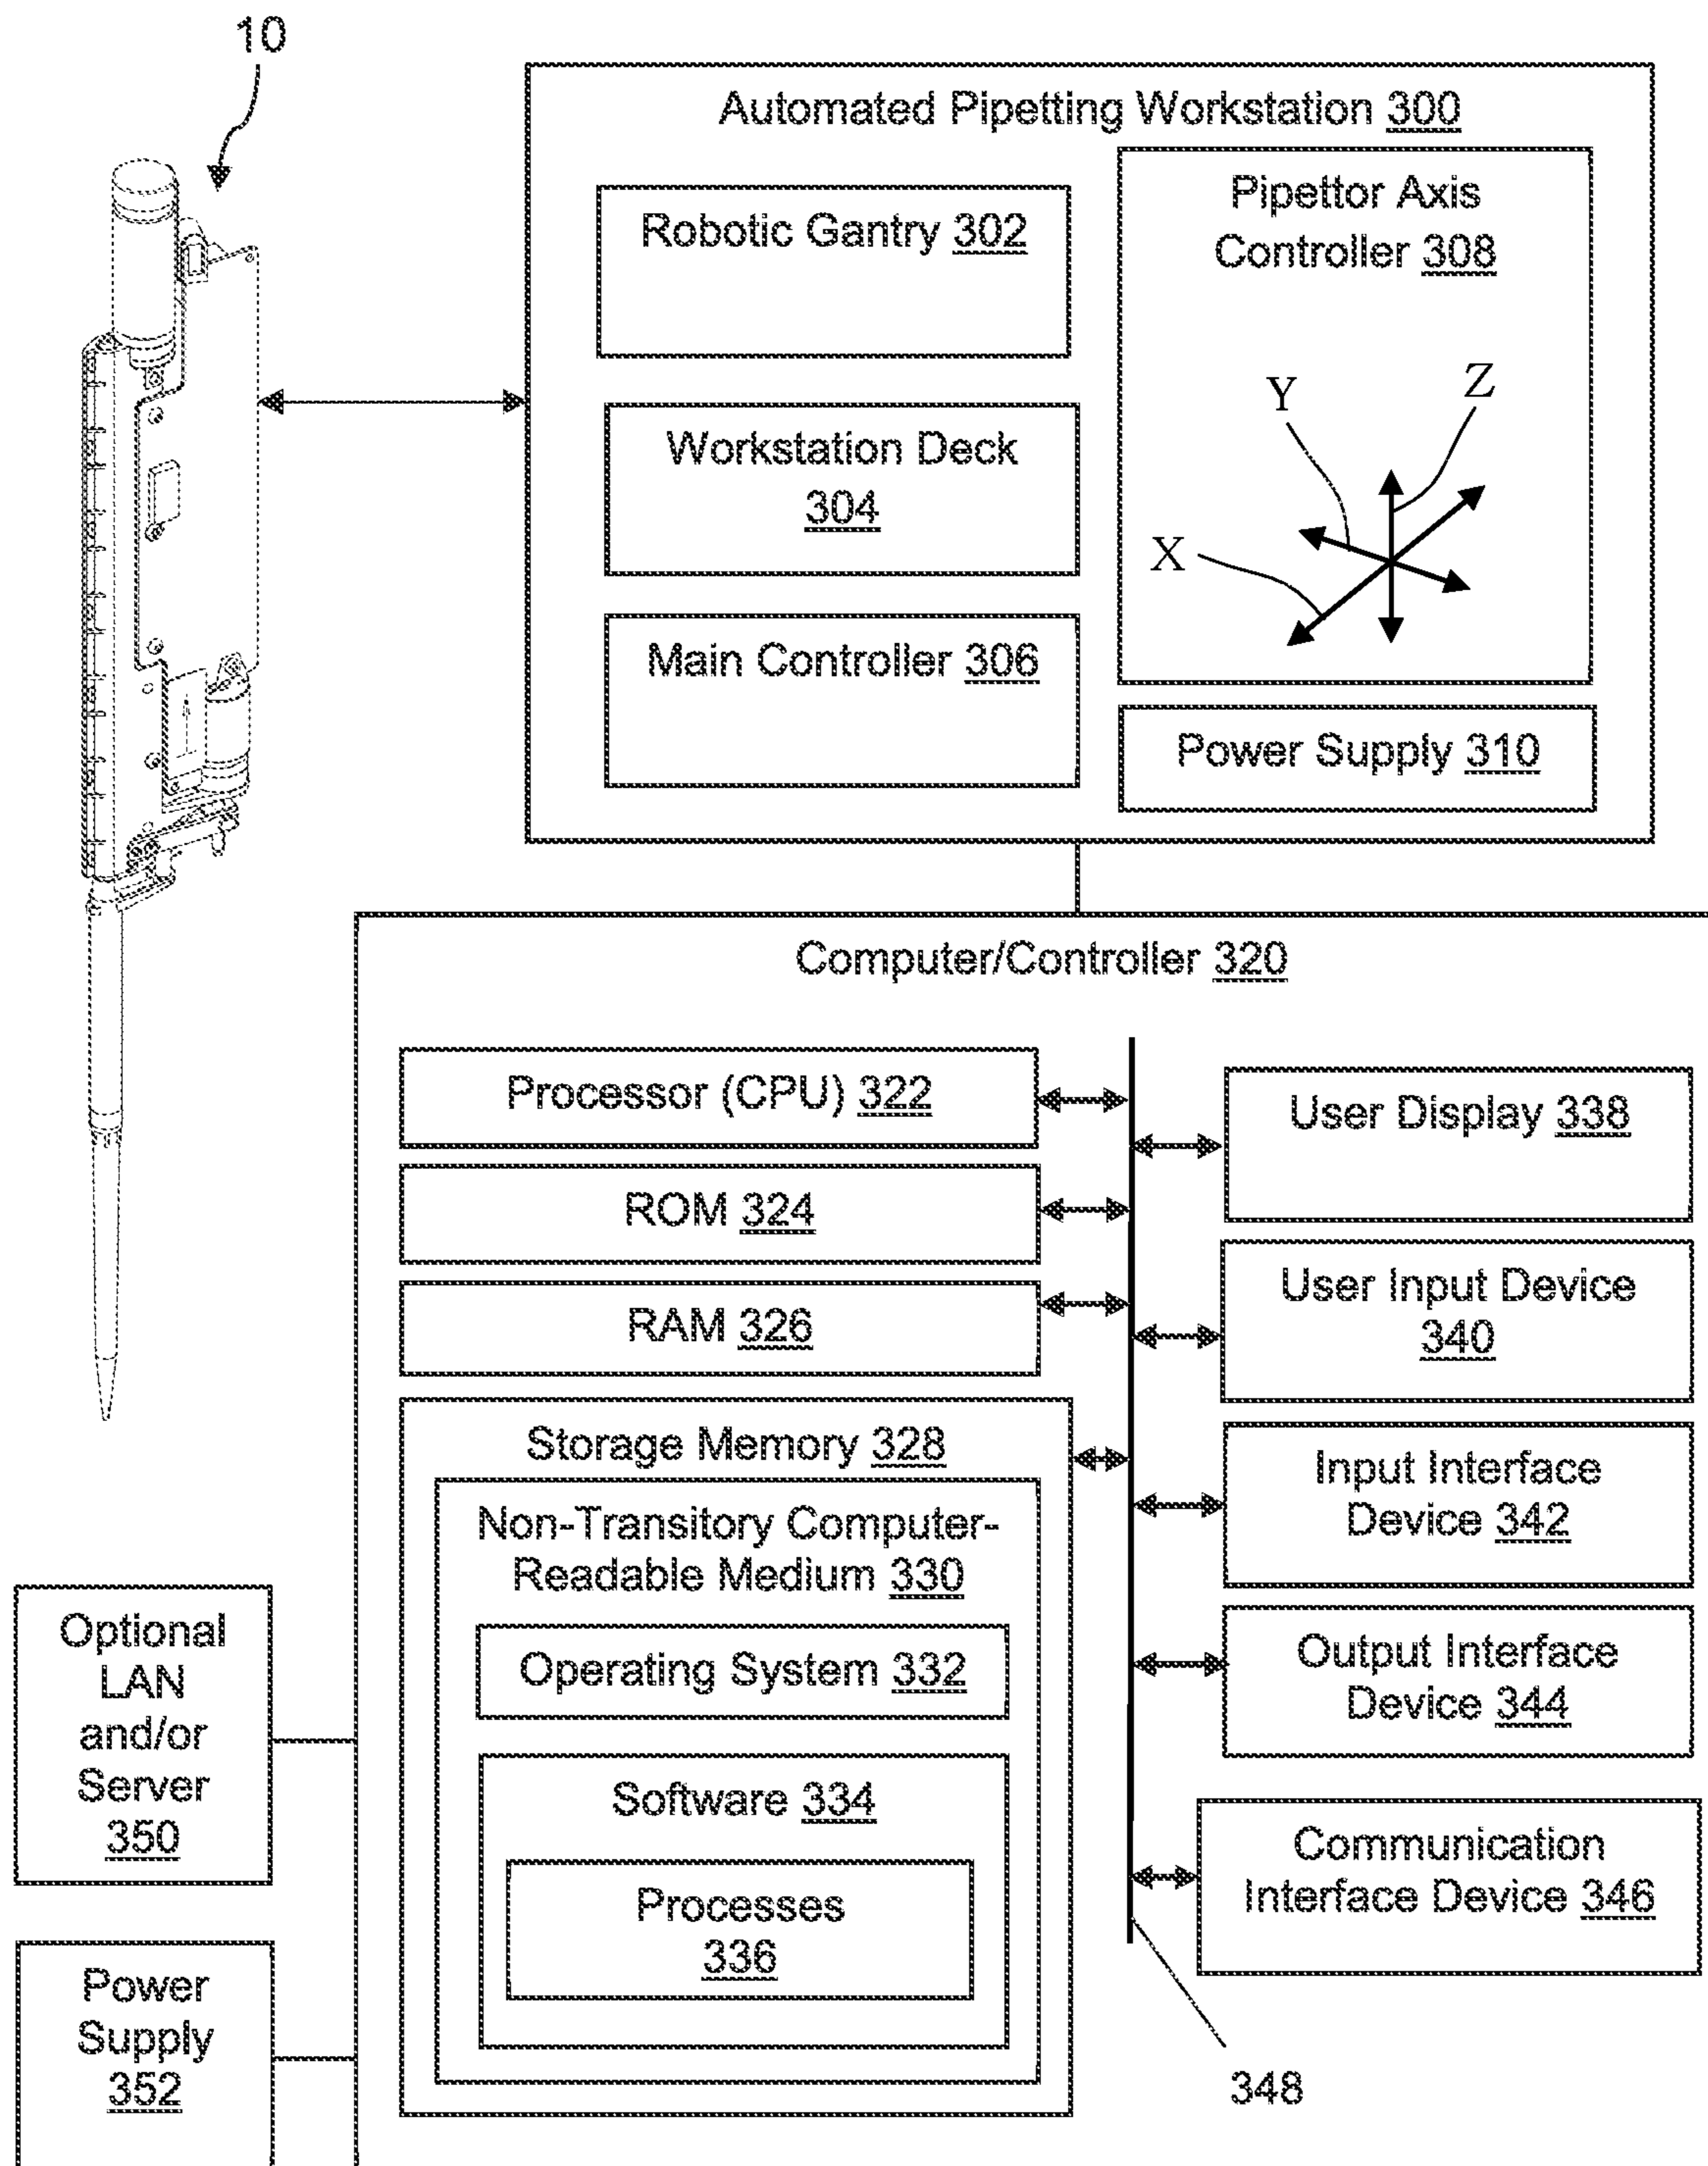 10
Automated Pipetting Workstation 300
Robotic Gantry 302
Workstation Deck
304
Main Controller 306
Pipettor Axis
Controller 308
Y
Z
X
Power Supply 310
Computer/Controller 320
Processor (CPU) 322
ROM 324
RAM 326
Storage Memory 328
Non-Transitory Computer-
Readable Medium 330
Operating System 332
Software 334
Processes
336
User Display 338
User Input Device
340
Input Interface
Device 342
Output Interface
Device 344
Communication
Interface Device 346
348
Optional
LAN
and/or
Server
350
Power
Supply
352